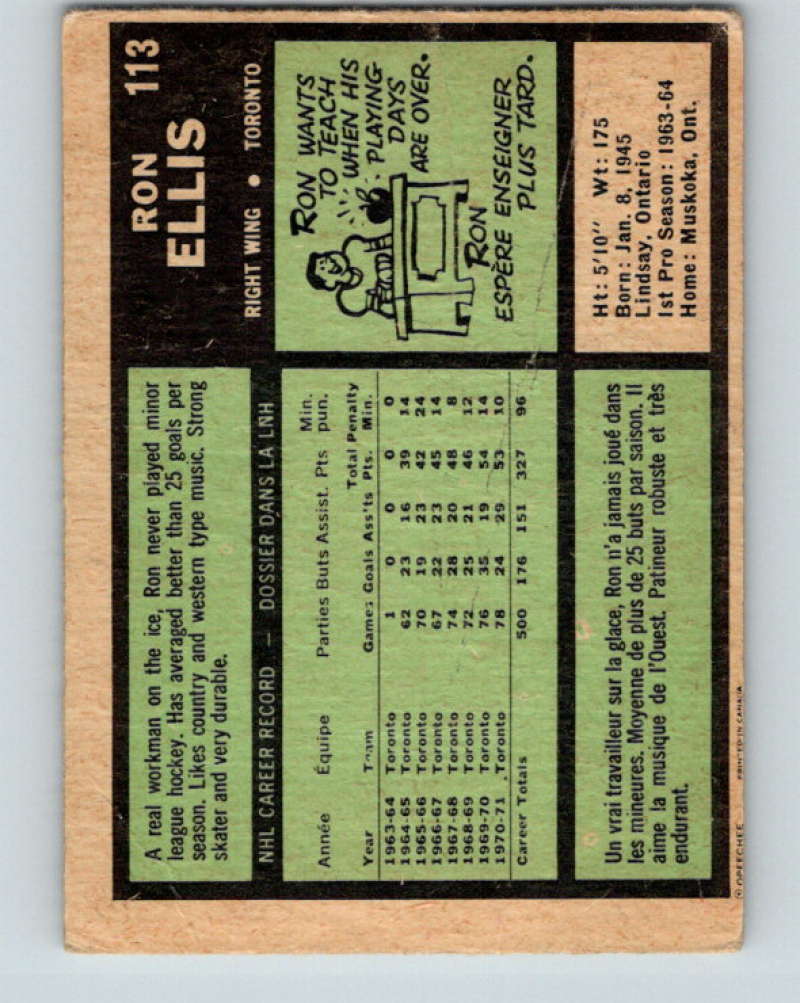 RON
ELLIS
113
RIGHT WING • TORONTO
A real workman on the ice, Ron never played minor
league hockey. Has averaged better than 25 goals per
season. Likes country and western type music. Strong
skater and very durable.
RON WANTS
TO TEACH
WHEN HIS
PLAYING
DAYS
ARE OVER.
RON
ESPÈRE ENSEIGNER
PLUS TARD.
NHL CAREER RECORD — DOSSIER DANS LA LNH
Année Équipe Parties Buts Assist. Pts Min. pun.
Year Team Games Goals Ass'ts Total Pts. Penalty Min.
1963-64 Toronto 1 0 0 0 0
1964-65 Toronto 62 23 16 39 14
1965-66 Toronto 70 19 23 42 24
1966-67 Toronto 67 22 23 45 14
1967-68 Toronto 74 28 20 48 8
1968-69 Toronto 72 25 21 46 12
1969-70 Toronto 76 35 19 54 14
1970-71 Toronto 78 24 29 53 10
Career Totals 500 176 151 327 96
Un vrai travailleur sur la glace, Ron n'a jamais joué dans
les mineures. Moyenne de plus de 25 buts par saison. Il
aime la musique de l'Ouest. Patineur robuste et très
endurant.
Ht: 5'10" Wt: 175
Born: Jan. 8, 1945
Lindsay, Ontario
1st Pro Season: 1963-64
Home: Muskoka, Ont.
© OPEECHEE PRINTED IN CANADA